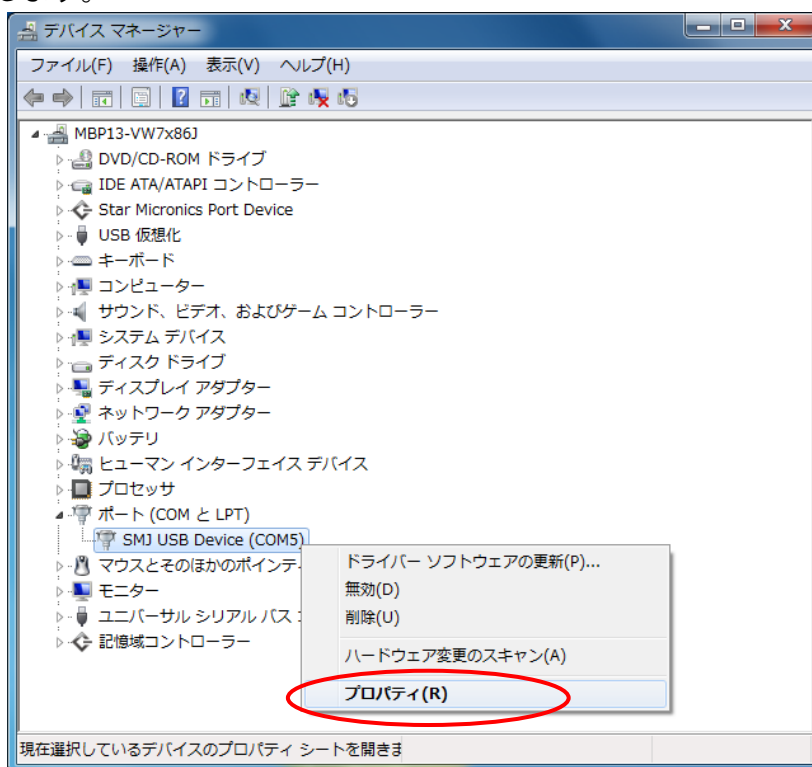 します。
デバイス マネージャー
ファイル(F) 操作(A) 表示(V) ヘルプ(H)
MBP13-VW7x86J
DVD/CD-ROM ドライブ
IDE ATA/ATAPI コントローラー
Star Micronics Port Device
USB 仮想化
キーボード
コンピューター
サウンド、ビデオ、およびゲーム コントローラー
システム デバイス
ディスク ドライブ
ディスプレイ アダプター
ネットワーク アダプター
バッテリ
ヒューマン インターフェイス デバイス
プロセッサ
ポート (COM と LPT)
SMJ USB Device (COM5)
ドライバー ソフトウェアの更新(P)...
マウスとそのほかのポインテ
無効(D)
モニター
削除(U)
ユニバーサル シリアル バス
記憶域コントローラー
ハードウェア変更のスキャン(A)
プロパティ(R)
現在選択しているデバイスのプロパティ シートを開きま